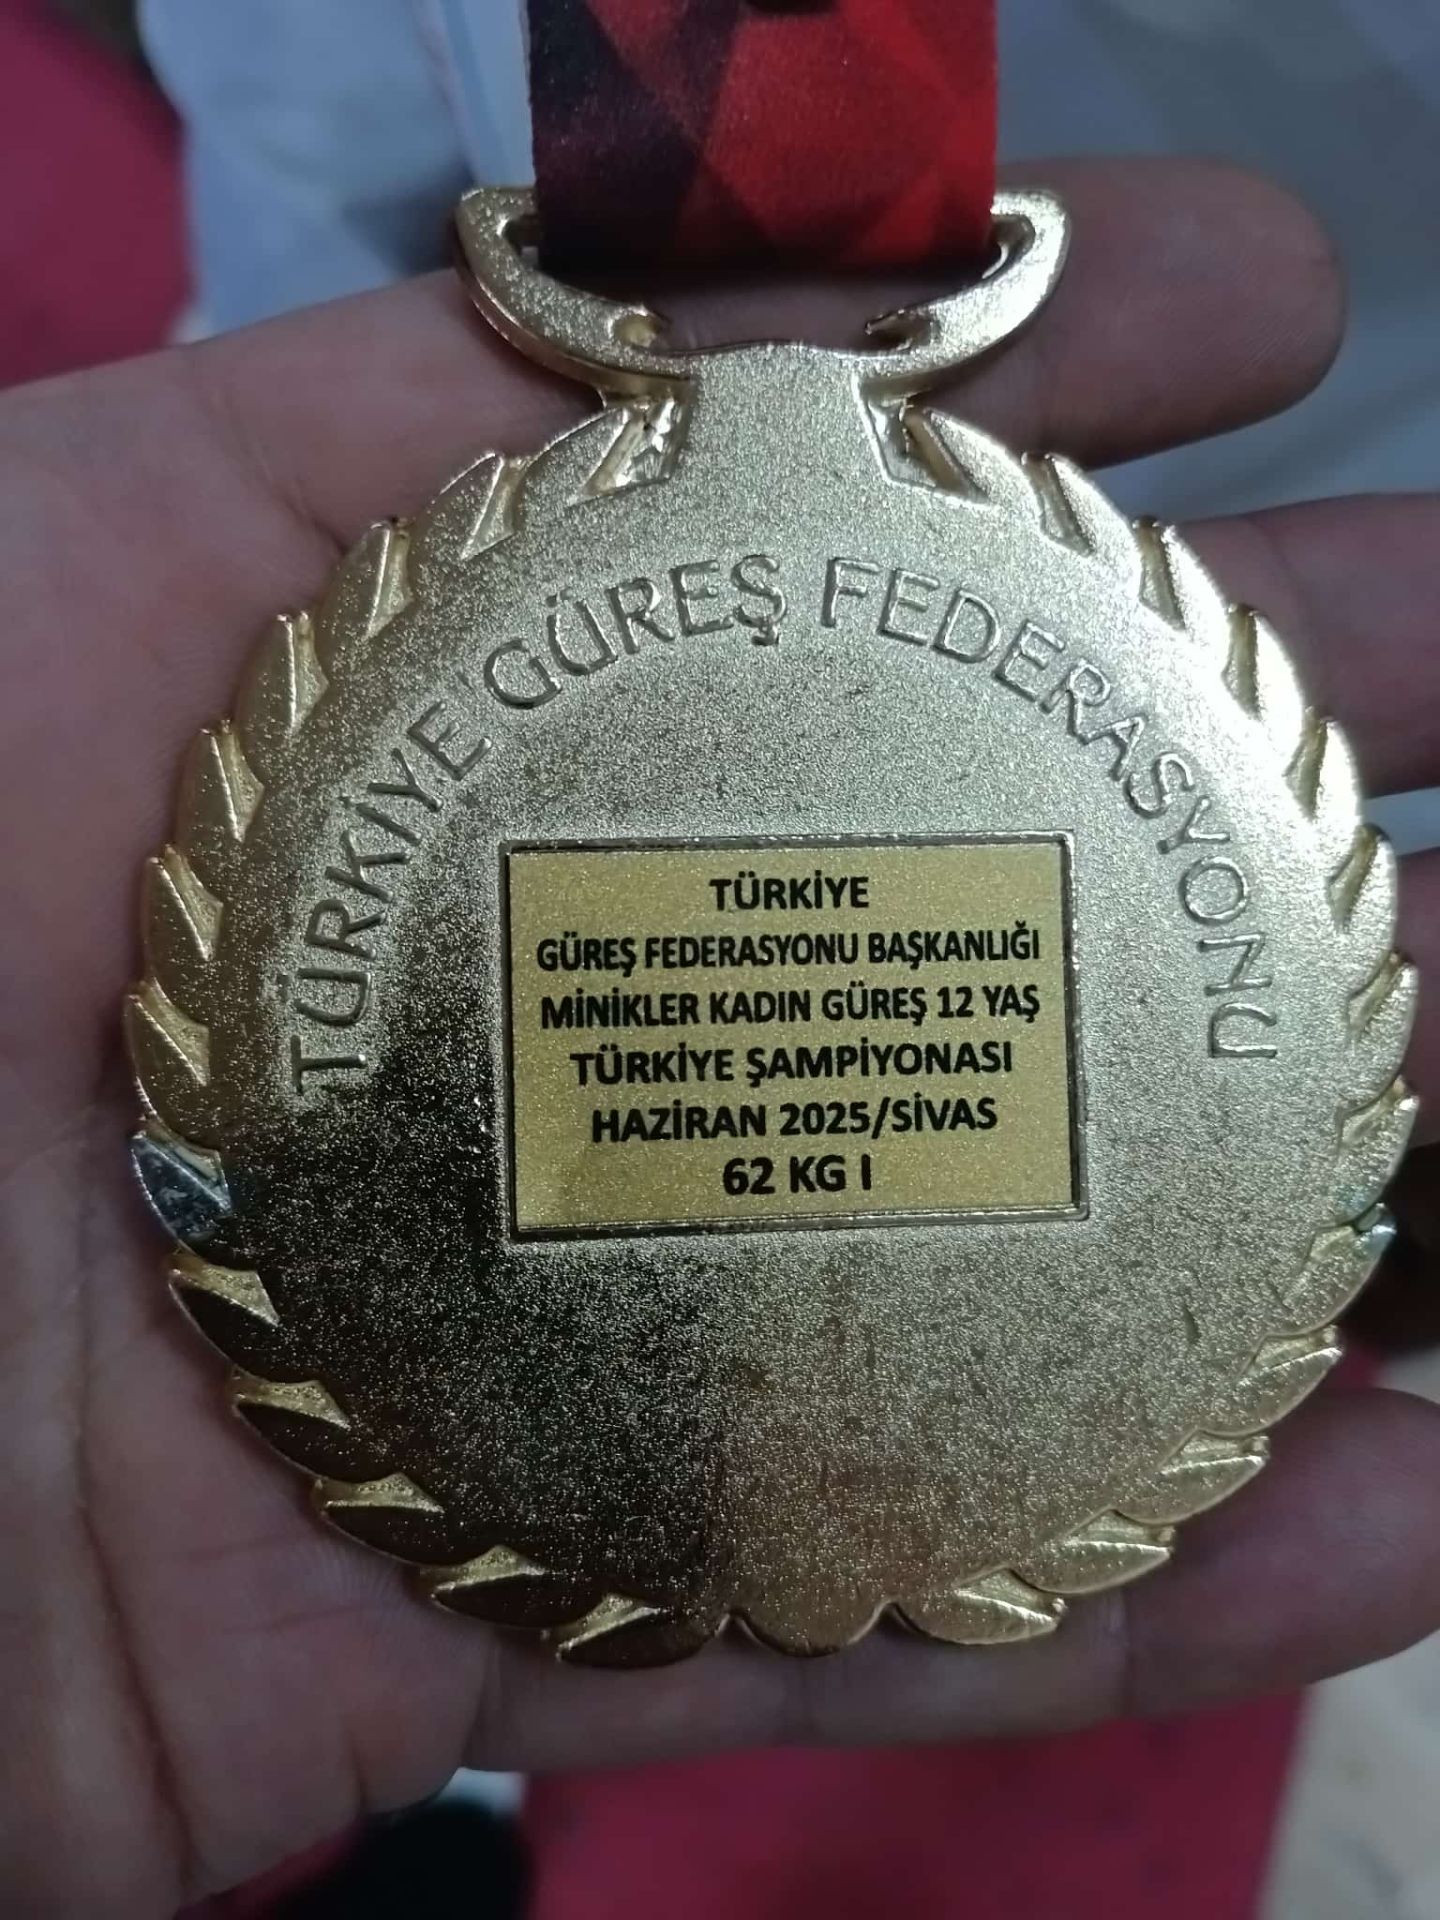 TÜRKİYE GÜREŞ FEDERASYONU
TÜRKİYE
GÜREŞ FEDERASYONU BAŞKANLIĞI
MİNİKLER KADIN GÜREŞ 12 YAŞ
TÜRKİYE ŞAMPİYONASI
HAZİRAN 2025/SİVAS
62 KG I